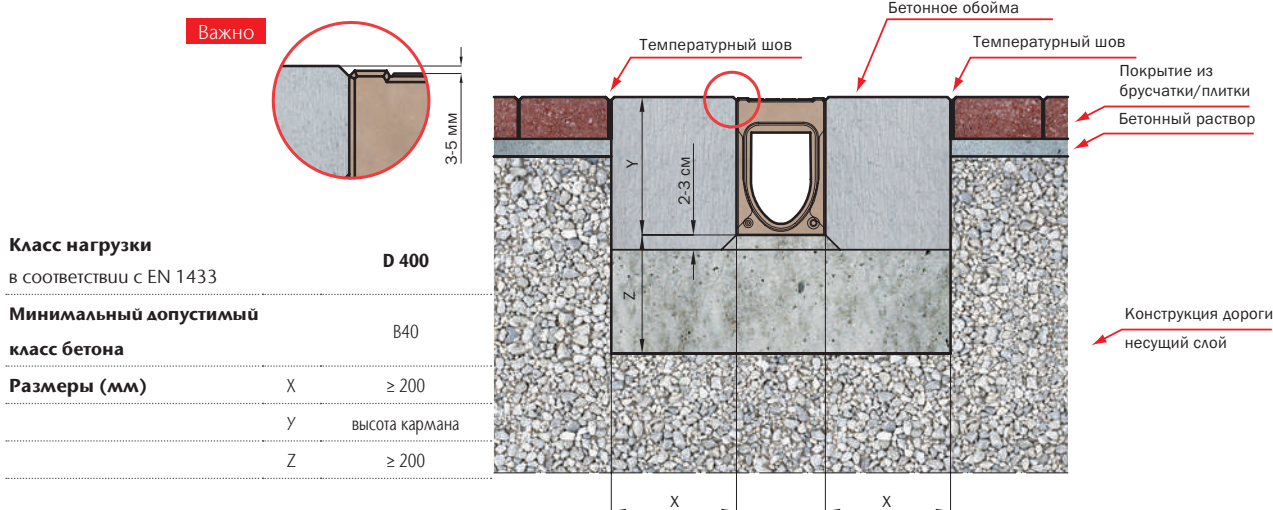 Важно
3-5 мм
Бетонное обойма
Температурный шов
Температурный шов
Покрытие из
брусчатки/плитки
Бетонный раствор
Y
2-3 см
Z
Класс нагрузки
в соответствии с EN 1433
D 400
Минимальный допустимый
класс бетона
B40
Размеры (мм)
X
≥ 200
У
высота кармана
Z
≥ 200
Конструкция дороги
несущий слой
X
X